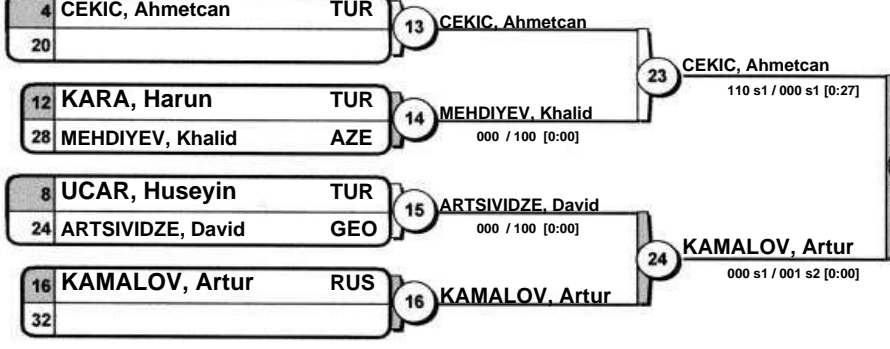 4 CEKIC, Ahmetcan TUR
20
13 CEKIC, Ahmetcan
12 KARA, Harun TUR
28 MEHDIYEV, Khalid AZE
14 MEHDIYEV, Khalid
000 / 100 [0:00]
23 CEKIC, Ahmetcan
110 s1 / 000 s1 [0:27]
8 UCAR, Huseyin TUR
24 ARTSIVIDZE, David GEO
15 ARTSIVIDZE, David
000 / 100 [0:00]
16 KAMALOV, Artur RUS
32
16 KAMALOV, Artur
24 KAMALOV, Artur
000 s1 / 001 s2 [0:00]